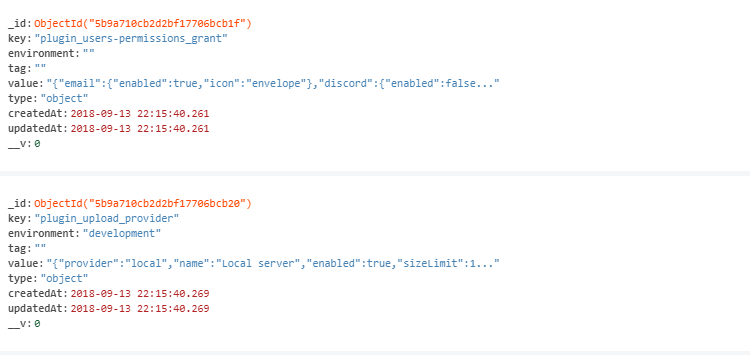 _id: ObjectId("5b9a710cb2d2bf17706bcb1f")
key: "plugin_users-permissions_grant"
environment: ""
tag: ""
value: "{"email":{"enabled":true,"icon":"envelope"},"discord":{"enabled":false..."
type: "object"
createdAt: 2018-09-13 22:15:40.261
updatedAt: 2018-09-13 22:15:40.261
__v: 0
_id: ObjectId("5b9a710cb2d2bf17706bcb20")
key: "plugin_upload_provider"
environment: "development"
tag: ""
value: "{"provider":"local","name":"Local server","enabled":true,"sizeLimit":1..."
type: "object"
createdAt: 2018-09-13 22:15:40.269
updatedAt: 2018-09-13 22:15:40.269
__v: 0